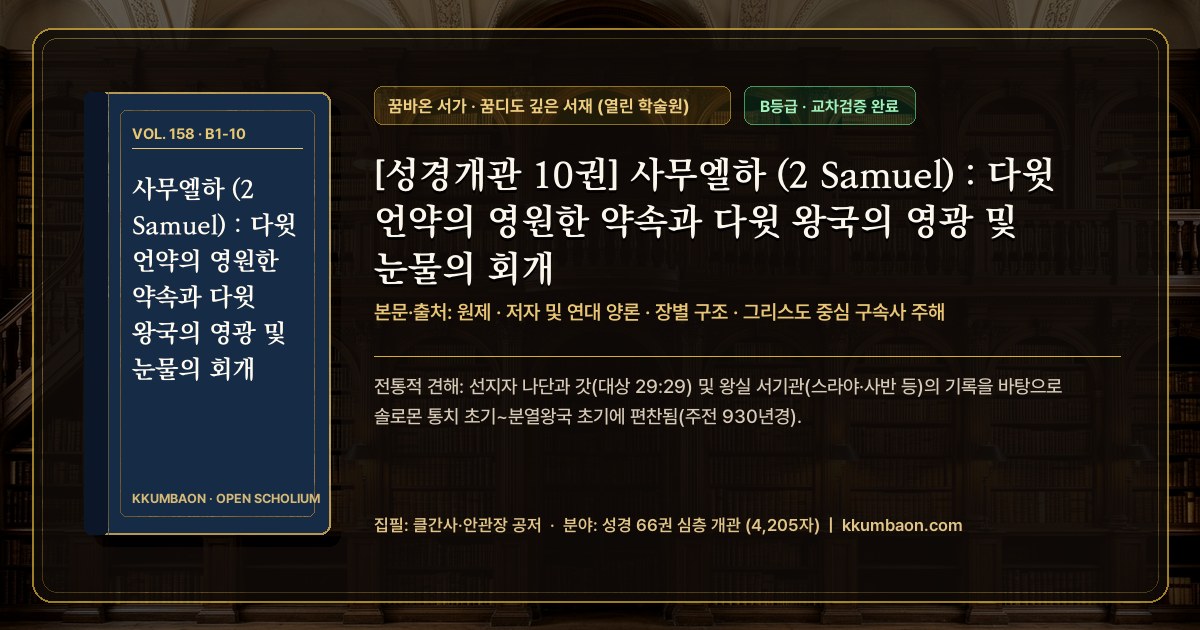 VOL. 158 · B1-10
사무엘하 (2
Samuel) : 다윗
언약의 영원한
약속과 다윗
왕국의 영광 및
눈물의 회개
KKUMBAON · OPEN SCHOLIUM
꿈바온 서가 · 꿈디도 깊은 서재 (열린 학술원)
B등급 · 교차검증 완료
[성경개관 10권] 사무엘하 (2 Samuel) : 다윗
언약의 영원한 약속과 다윗 왕국의 영광 및
눈물의 회개
본문·출처: 원제 · 저자 및 연대 양론 · 장별 구조 · 그리스도 중심 구속사 주해
전통적 견해: 선지자 나단과 갓(대상 29:29) 및 왕실 서기관(스라야·사반 등)의 기록을 바탕으로
솔로몬 통치 초기~분열왕국 초기에 편찬됨(주전 930년경).
집필: 클간사·안관장 공저 · 분야: 성경 66권 심층 개관 (4,205자) | kkumbaon.com